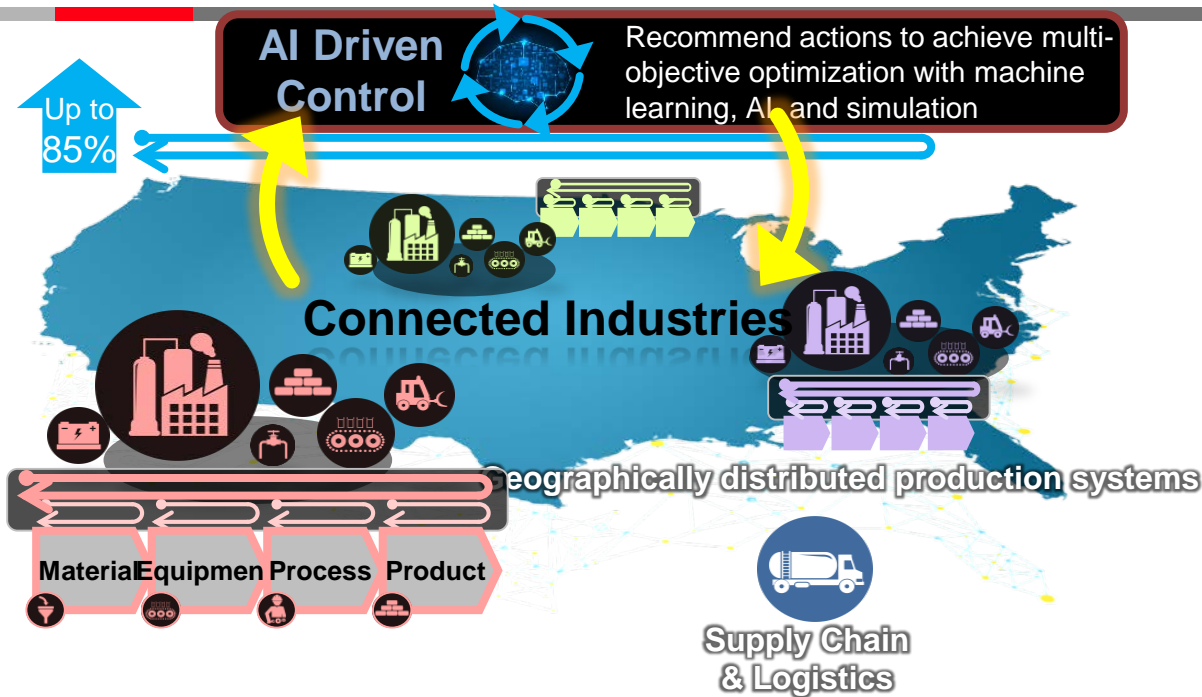 AI Driven
Control
Recommend actions to achieve multi-
objective optimization with machine
learning, AI, and simulation
Up to
85%
Connected Industries
Geographically distributed production systems
Material
Equipmen
Process
Product
Supply Chain
& Logistics